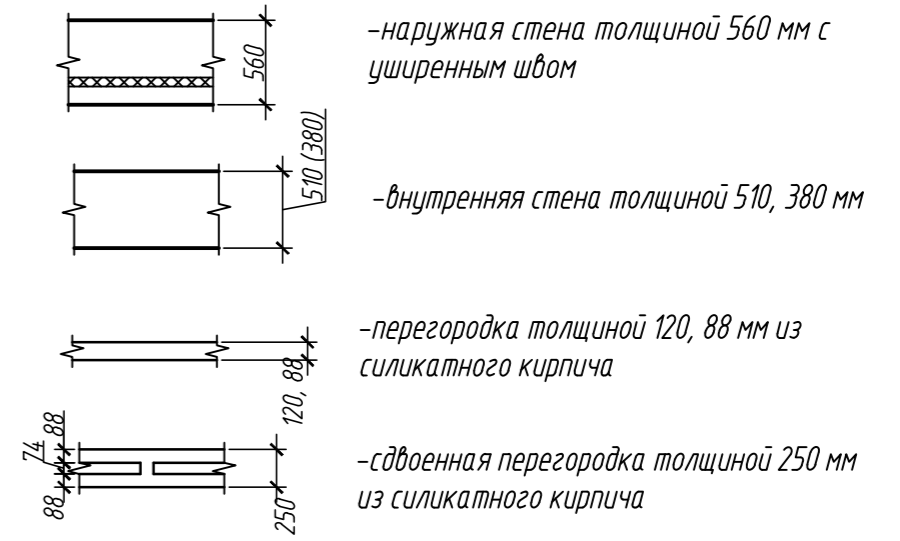 560
-наружная стена толщиной 560 мм с
уширенным швом
510 (380)
-внутренняя стена толщиной 510, 380 мм
120, 88
-перегородка толщиной 120, 88 мм из
силикатного кирпича
88
74
88
250
-сдвоенная перегородка толщиной 250 мм
из силикатного кирпича